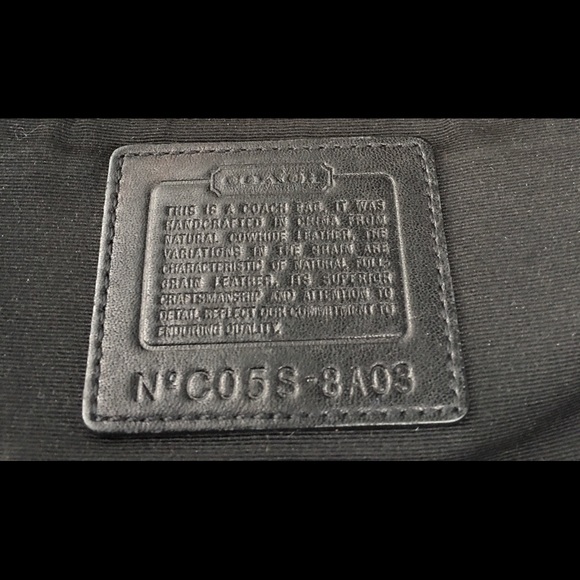 COACH
THIS IS A COACH BAG. IT WAS
HANDCRAFTED IN CHINA FROM
NATURAL COWHIDE LEATHER. THE
VARIATIONS IN THE GRAIN ARE
CHARACTERISTIC OF NATURAL, FULL-
GRAIN LEATHER. ITS SUPERIOR
CRAFTSMANSHIP AND ATTENTION TO
DETAIL REFLECT OUR COMMITMENT TO
ENDURING QUALITY.
Nº C05S-8A03